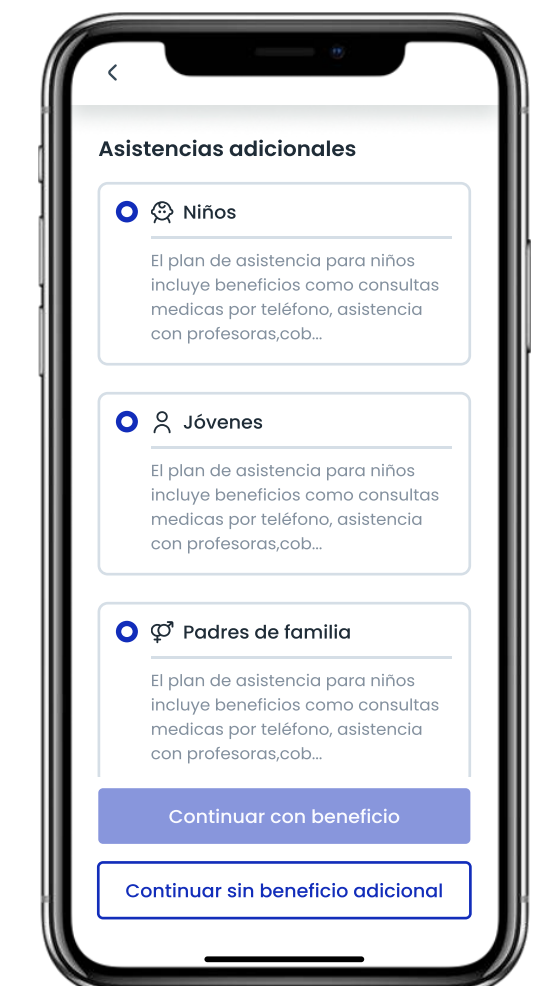 Asistencias adicionales
Niños
El plan de asistencia para niños
incluye beneficios como consultas
medicas por teléfono, asistencia
con profesoras,cob...
Jóvenes
El plan de asistencia para niños
incluye beneficios como consultas
medicas por teléfono, asistencia
con profesoras,cob...
Padres de familia
El plan de asistencia para niños
incluye beneficios como consultas
medicas por teléfono, asistencia
con profesoras,cob...
Continuar con beneficio
Continuar sin beneficio adicional